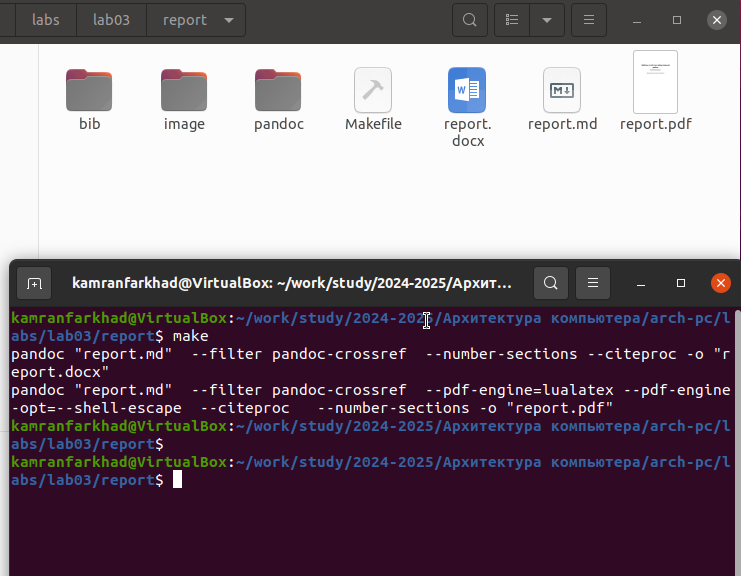 labs lab03 report
bib image pandoc Makefile report. report.md report.pdf
docx
kamranfarkhad@VirtualBox: ~/work/study/2024-2025/Архит...
kamranfarkhad@VirtualBox:~/work/study/2024-2025/Архитектура компьютера/arch-pc/l
abs/lab03/report$ make
pandoc "report.md"  --filter pandoc-crossref  --number-sections --citeproc -o "r
eport.docx"
pandoc "report.md"  --filter pandoc-crossref  --pdf-engine=lualatex --pdf-engine
-opt=--shell-escape  --citeproc   --number-sections -o "report.pdf"
kamranfarkhad@VirtualBox:~/work/study/2024-2025/Архитектура компьютера/arch-pc/l
abs/lab03/report$
kamranfarkhad@VirtualBox:~/work/study/2024-2025/Архитектура компьютера/arch-pc/l
abs/lab03/report$